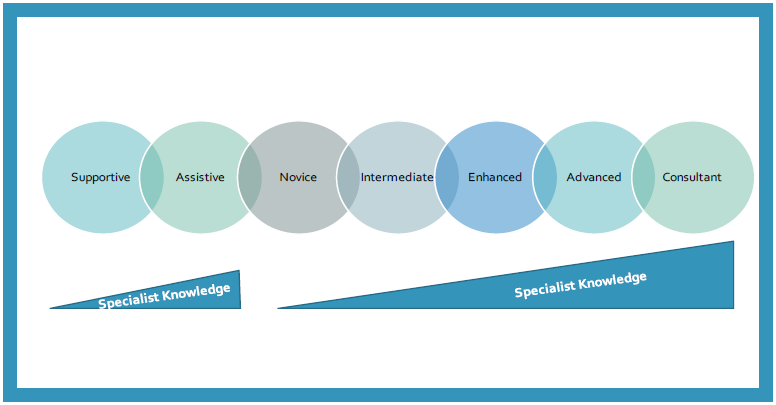 Supportive
Assistive
Novice
Intermediate
Enhanced
Advanced
Consultant
Specialist Knowledge
Specialist Knowledge